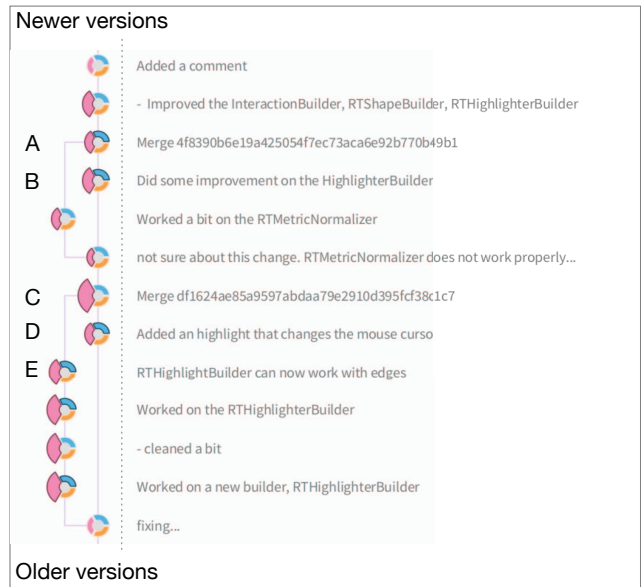 Newer versions
Added a comment
- Improved the InteractionBuilder, RTShapeBuilder, RTHighlighterBuilder
A Merge 4f8390b6e19a425054f7ec73aca6e92b770b49b1
B Did some improvement on the HighlighterBuilder
Worked a bit on the RTMetricNormalizer
not sure about this change. RTMetricNormalizer does not work properly...
C Merge df1624ae85a9597abdaa79e2910d395fcf38c1c7
D Added an highlight that changes the mouse curso
E RTHighlightBuilder can now work with edges
Worked on the RTHighlighterBuilder
- cleaned a bit
Worked on a new builder, RTHighlighterBuilder
fixing...
Older versions